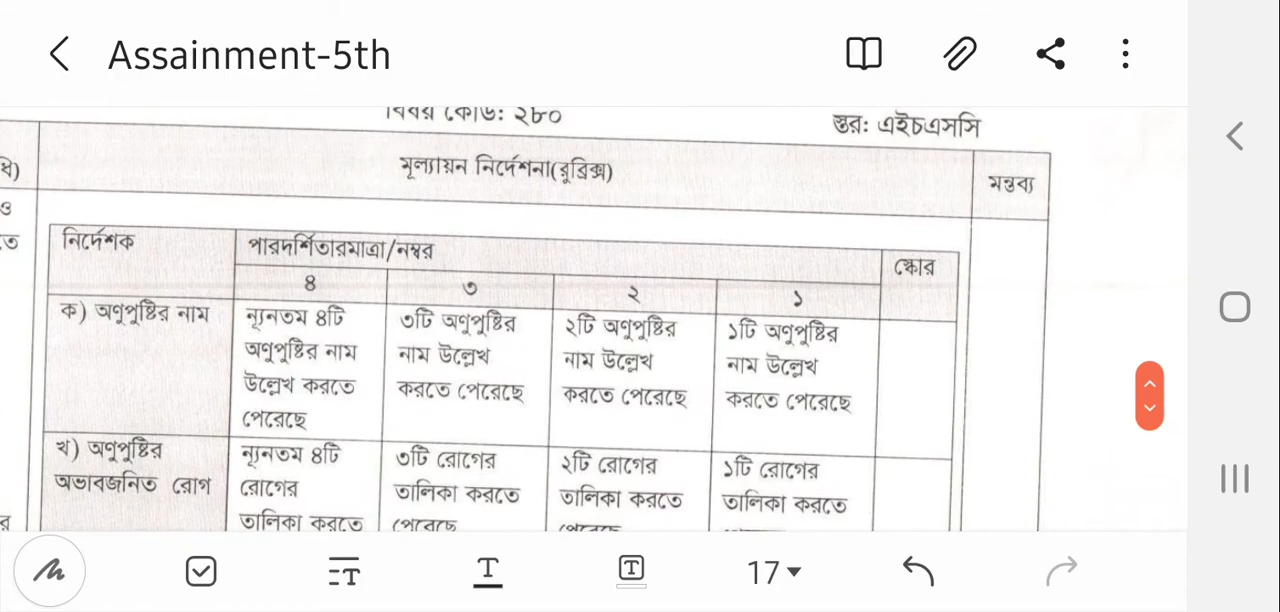 Assainment-5th
বিষয় কোড: ২৮০
স্তর: এইচএসসি
মূল্যায়ন নির্দেশনা(রুব্রিক্স)
মন্তব্য
নির্দেশক
পারদর্শিতারমাত্রা/নম্বর
স্কোর
৪
৩
২
১
ক) অণুপুষ্টির নাম
ন্যূনতম ৪টি
অণুপুষ্টির নাম
উল্লেখ করতে
পেরেছে
৩টি অণুপুষ্টির
নাম উল্লেখ
করতে পেরেছে
২টি অণুপুষ্টির
নাম উল্লেখ
করতে পেরেছে
১টি অণুপুষ্টির
নাম উল্লেখ
করতে পেরেছে
খ) অণুপুষ্টির
অভাবজনিত রোগ
ন্যূনতম ৪টি
রোগের
তালিকা করতে
৩টি রোগের
তালিকা করতে
পেরেছে
২টি রোগের
তালিকা করতে
১টি রোগের
তালিকা করতে
17